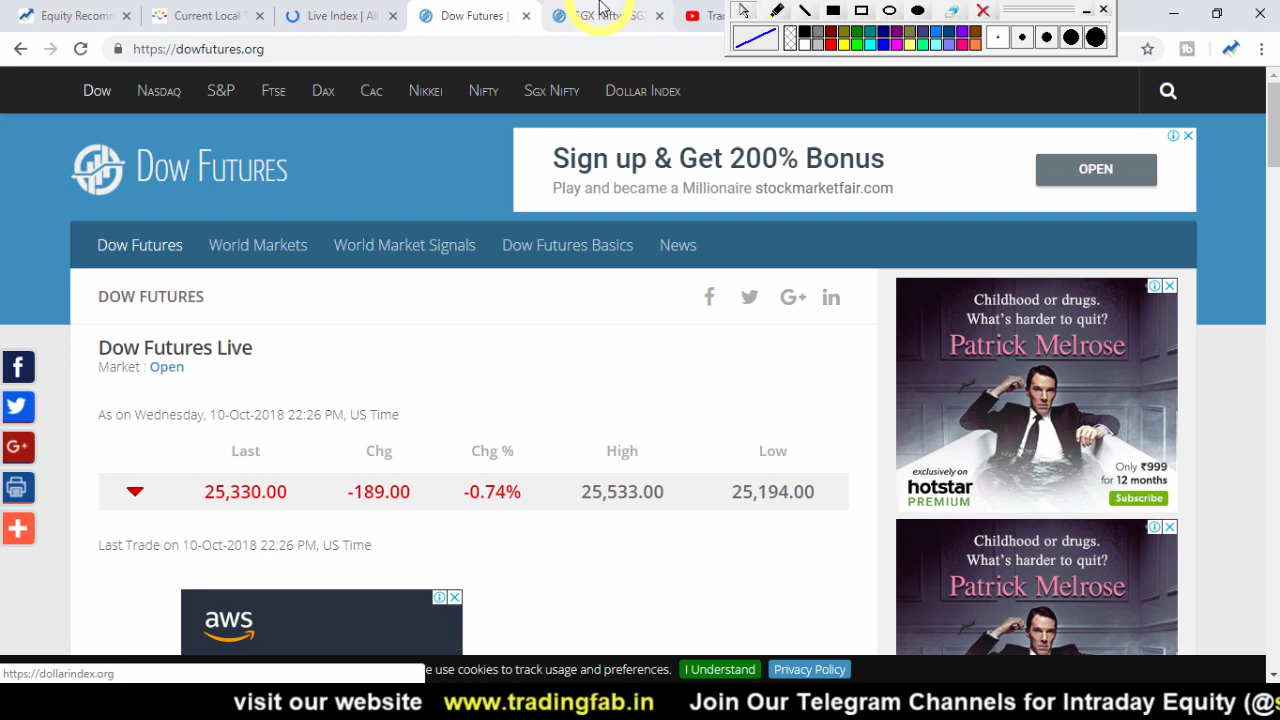 Equity Recomm
Current Local
Live Index | Al
Dow Futures |
SGX Nifty
https://dowfutures.org
Dow
Nasdaq
S&P
Ftse
Dax
Cac
Nikkei
Nifty
Sgx Nifty
Dollar Index
Dow Futures
Sign up & Get 200% Bonus
Play and became a Millionaire stockmarketfair.com
OPEN
Dow Futures
World Markets
World Market Signals
Dow Futures Basics
News
DOW FUTURES
Dow Futures Live
Market : Open
As on Wednesday, 10-Oct-2018 22:26 PM, US Time
Last Chg Chg % High Low
25,330.00 -189.00 -0.74% 25,533.00 25,194.00
Last Trade on 10-Oct-2018 22:26 PM, US Time
Childhood or drugs.
What's harder to quit?
Patrick Melrose
exclusively on
hotstar
PREMIUM
Only ₹999
for 12 months
Subscribe
Childhood or drugs.
What's harder to quit?
Patrick Melrose
aws
https://dollarindex.org
e use cookies to track usage and preferences.
I Understand
Privacy Policy
visit our website www.tradingfab.in Join Our Telegram Channels for Intraday Equity (@